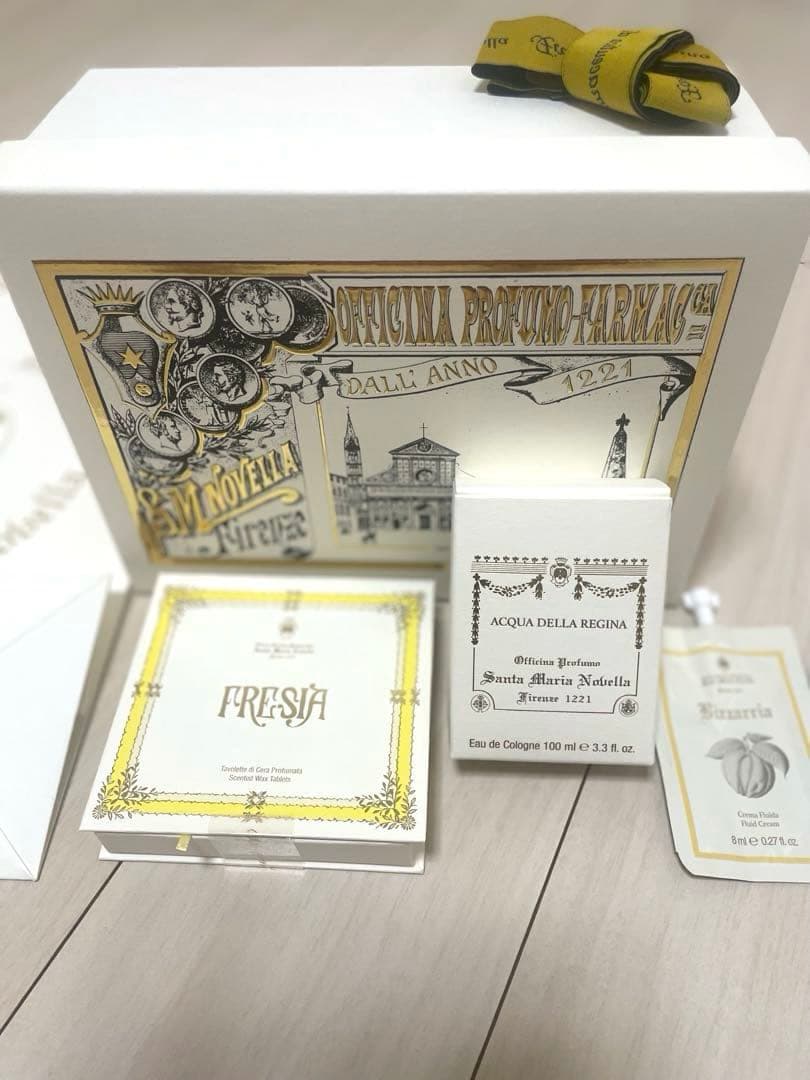 OFFICINA PROFUMO-FARMAC CA
DALL' ANNO 1221
S.M. NOVELLA
Firenze
FRESIA
Tavolette di Cera Profumata
Scented Wax Tablets
ACQUA DELLA REGINA
Officina Profumo
Santa Maria Novella
Firenze 1221
Eau de Cologne 100 ml ℮ 3.3 fl. oz.
Bizzarria
Crema Fluida
Fluid Cream
8 ml ℮ 0.27 fl. oz.